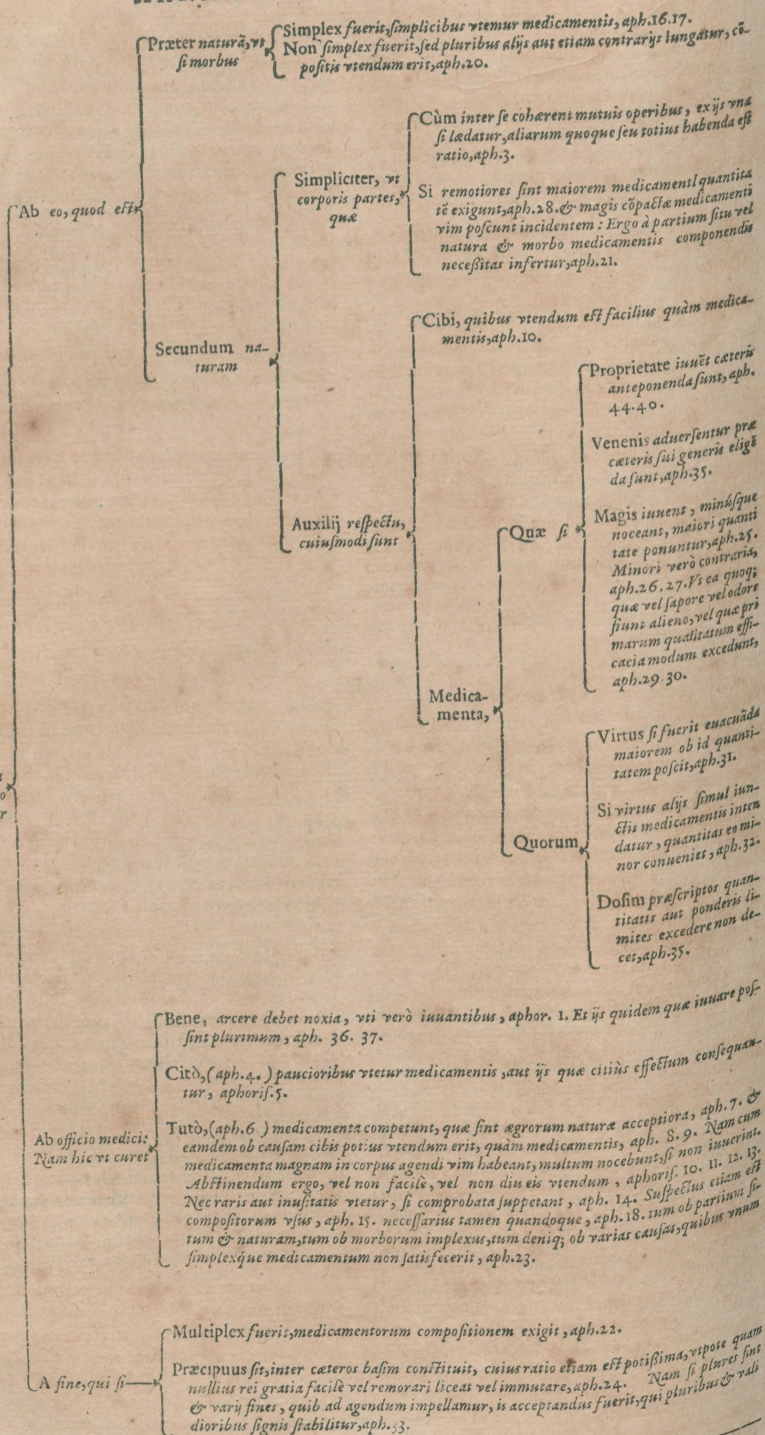 Præter naturā, vt
si morbus
Simplex fuerit, simplicibus vtemur medicamentis, aph.16.17.
Non simplex fuerit, sed pluribus alijs aut etiam contrarijs iungatur, cō-
positis vtendum erit, aph.20.
Ab eo, quod est
Secundum na-
turam
Simpliciter, vt
corporis partes,
quæ
Cùm inter se cohærent mutuis operibus, ex ijs vna
si lædatur, aliarum quoque seu totius habenda est
ratio, aph.3.
Si remotiores sint maiorem medicamenti quantita
tē exigunt, aph.28. & magis cōpactæ medicamenti
vim poscunt incidentem: Ergo à partium situ vel
natura & morbo medicamentis componendis
necessitas infertur, aph.21.
Auxilij respectu,
cuiusmodi sunt
Cibi, quibus vtendum est facilius quàm medica-
mentis, aph.10.
Medica-
menta,
Quæ si
Proprietate iuuēt cæteris
anteponenda sunt, aph.
44.40.
Venenis aduersentur præ
cæteris sui generis eligē
da sunt, aph.35.
Magis iuuent, minúsque
noceant, maiori quanti
tate ponuntur, aph.25.
Minori verò contraria,
aph.26.27. Vt ea quoq;
quæ vel sapore vel odore
fiunt alieno, vel quæ pri
marum qualitatum effi-
cacia modum excedunt,
aph.29.30.
Quorum
Virtus si fuerit euacuāda
maiorem ob id quanti-
tatem poscit, aph.31.
Si virtus alijs simul iun-
ctis medicamentis inten
datur, quantitas eo mi-
nor conueniet, aph.32.
Dosim præscriptos quan-
titatis aut ponderis li-
mites excedere non de-
cet, aph.35.
Ab officio medici:
Nam hic vt curet
Bene, arcere debet noxia, vti verò iuuantibus, aphor. 1. Et ijs quidem quæ iuuare pos-
sint plurimum, aph. 36. 37.
Citò, (aph.4.) paucioribus vtetur medicamentis, aut ijs quæ citiùs effectum consequan-
tur, aphoris.5.
Tutò, (aph.6.) medicamenta competunt, quæ sint ægrorum naturæ acceptiora, aph.7. &
eamdem ob causam cibis potius vtendum erit, quàm medicamentis, aph. 8. 9. Nam cum
medicamenta magnam in corpus agendi vim habeant, multum nocebunt, si non iuuerint.
Abstinendum ergo, vel non facilè, vel non diu eis vtendum, aphoris. 10. 11. 12. 13.
Nec raris aut inusitatis vtetur, si comprobata suppetant, aph. 14. Suspectus etiam est
compositorum vsus, aph. 15. necessarius tamen quandoque, aph.18. tum ob partium si-
tum & naturam, tum ob morborum implexus, tum deniq; ob varias causas, quibus vnum
simplexque medicamentum non satisfecerit, aph.23.
A fine, qui si
Multiplex fuerit, medicamentorum compositionem exigit, aph.22.
Præcipuus sit, inter cæteros basim constituit, cuius ratio etiam est potissima, vtpote quam
nullius rei gratia facilè vel remorari liceat vel immutare, aph.24. Nam si plures sint
& varij fines, quib ad agendum impellamur, is acceptandus fuerit, qui pluribus & vali
dioribus signis stabilitur, aph.33.